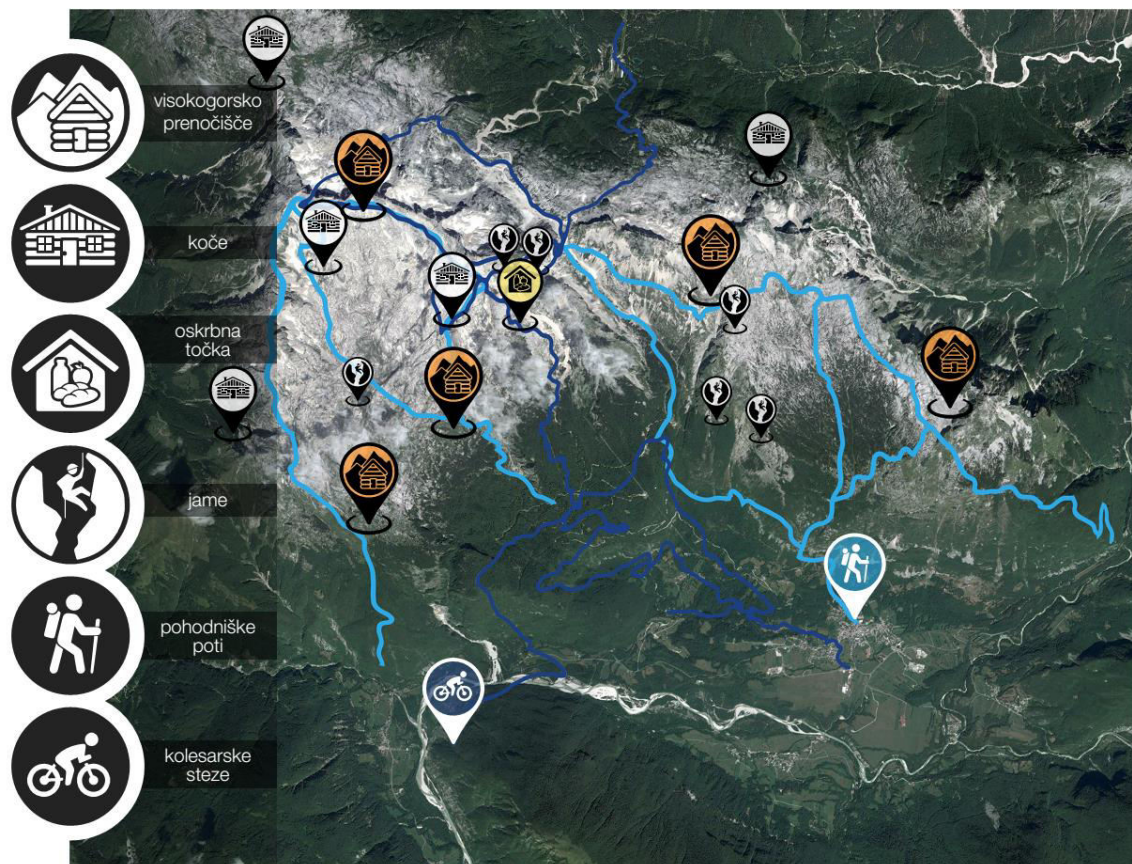 visokogorsko
prenočišče
koče
oskrbna
točka
jame
pohodniške
poti
kolesarske
steze